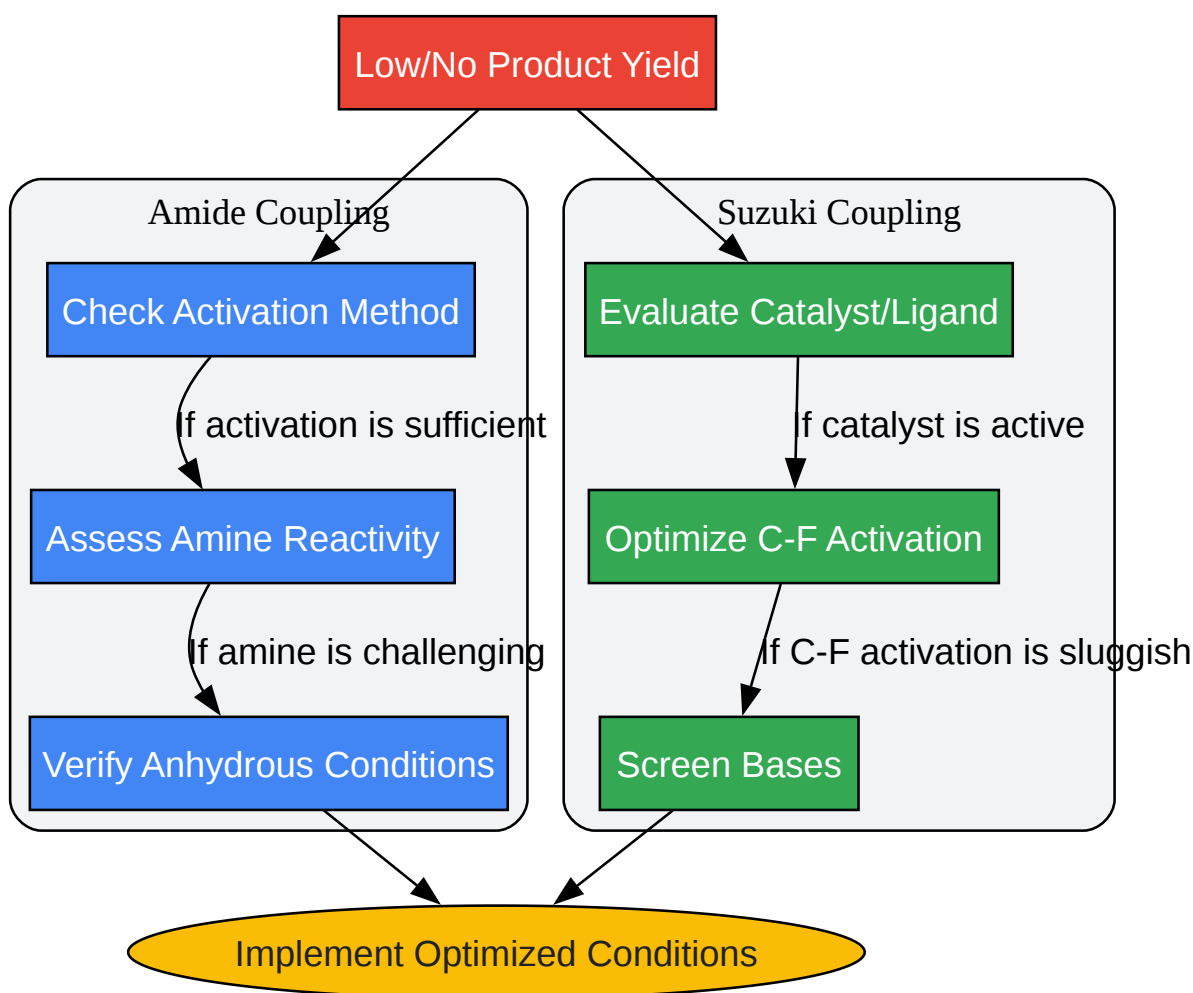 Low/No Product Yield
Amide Coupling
Suzuki Coupling
Check Activation Method
Evaluate Catalyst/Ligand
If activation is sufficient
If catalyst is active
Assess Amine Reactivity
Optimize C-F Activation
If amine is challenging
If C-F activation is sluggish
Verify Anhydrous Conditions
Screen Bases
Implement Optimized Conditions